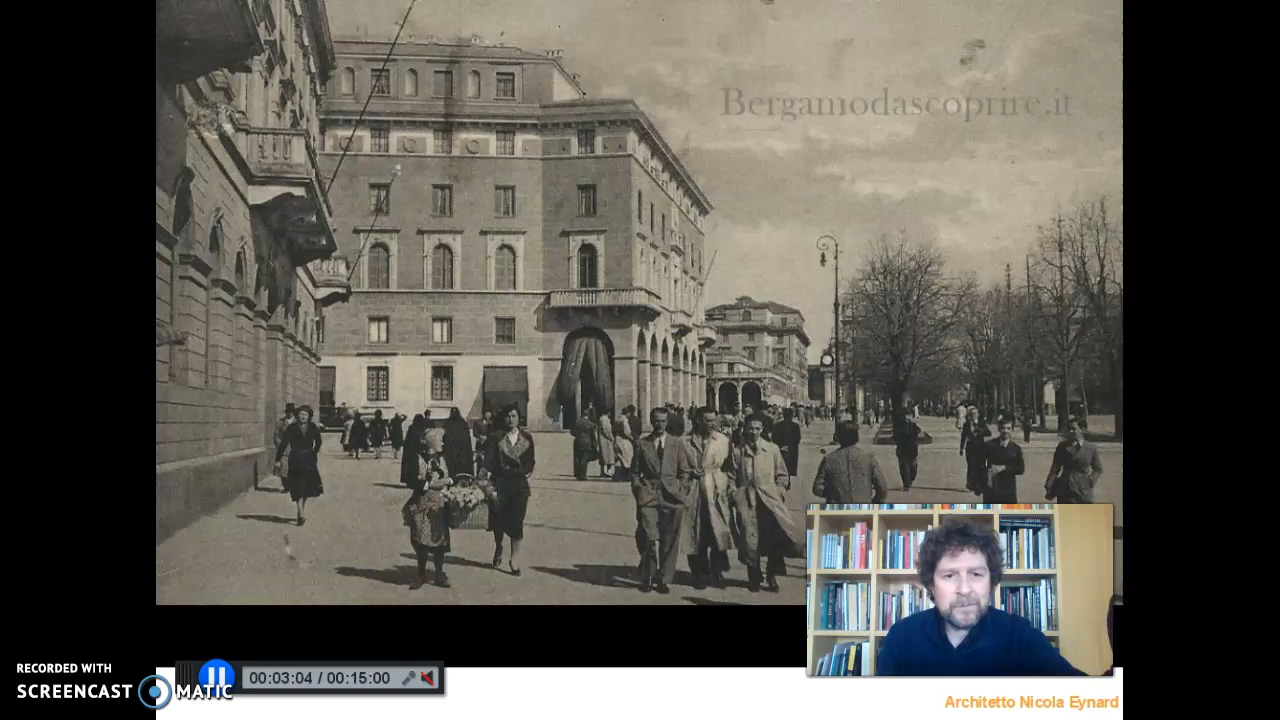 Bergamodascoprire.it
RECORDED WITH
SCREENCAST MATIC
00:03:04 / 00:15:00
Architetto Nicola Eynard